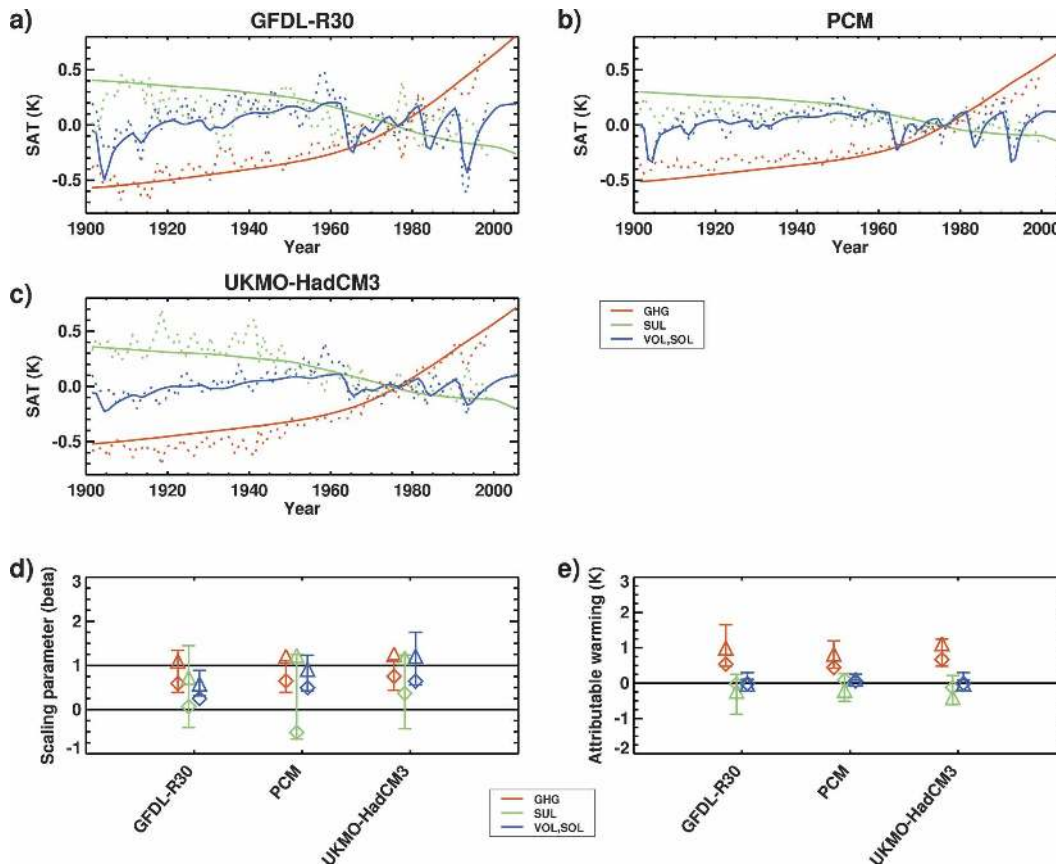 a)
GFDL-R30
SAT (K)
0.5
0.0
-0.5
1900 1920 1940 1960 1980 2000
Year
b)
PCM
SAT (K)
0.5
0.0
-0.5
1900 1920 1940 1960 1980 2000
Year
c)
UKMO-HadCM3
SAT (K)
0.5
0.0
-0.5
1900 1920 1940 1960 1980 2000
Year
GHG
SUL
VOL,SOL
d)
Scaling parameter (beta)
3
2
1
0
-1
GFDL-R30
PCM
UKMO-HadCM3
e)
Attributable warming (K)
3
2
1
0
-1
-2
GFDL-R30
PCM
UKMO-HadCM3
GHG
SUL
VOL,SOL